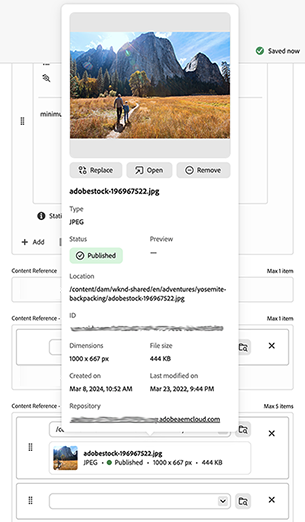 Saved now
minimu
Replace
Open
Remove
adobestock-196967522.jpg
Type
JPEG
Status
Preview
Published
—
Location
/content/dam/wknd-shared/en/adventures/yosemite-
backpacking/adobestock-196967522.jpg
ID
Stati
Dimensions
File size
1000 x 667 px
444 KB
+ Add
Created on
Last modified on
Mar 8, 2024, 10:52 AM
Mar 23, 2022, 9:44 PM
Content Reference
Max 1 item
Content Reference -
Max 1 item
Repository
.adobeaemcloud.com
Content Reference -
Max 5 items
/co
adobestock-196967522.jpg
JPEG • Published • 1000 x 667 px • 444 KB